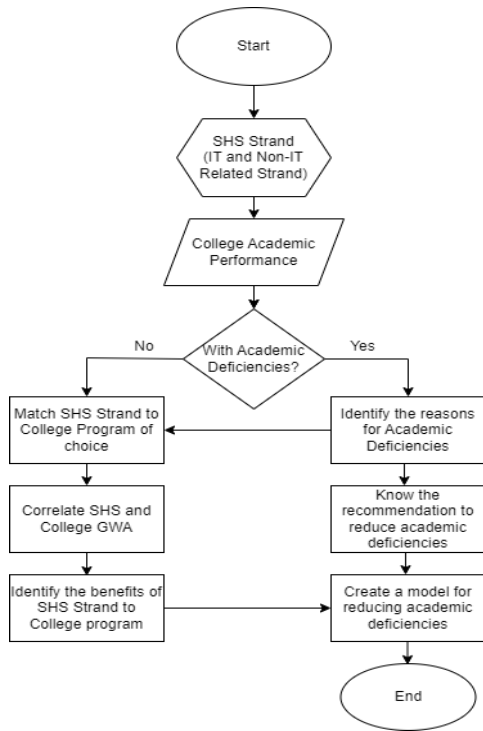 Start
SHS Strand
(IT and Non-IT
Related Strand)
College Academic
Performance
No
With Academic
Deficiencies?
Yes
Match SHS Strand to
College Program of
choice
Identify the reasons
for Academic
Deficiencies
Correlate SHS and
College GWA
Know the
recommendation to
reduce academic
deficiencies
Identify the benefits of
SHS Strand to
College program
Create a model for
reducing academic
deficiencies
End